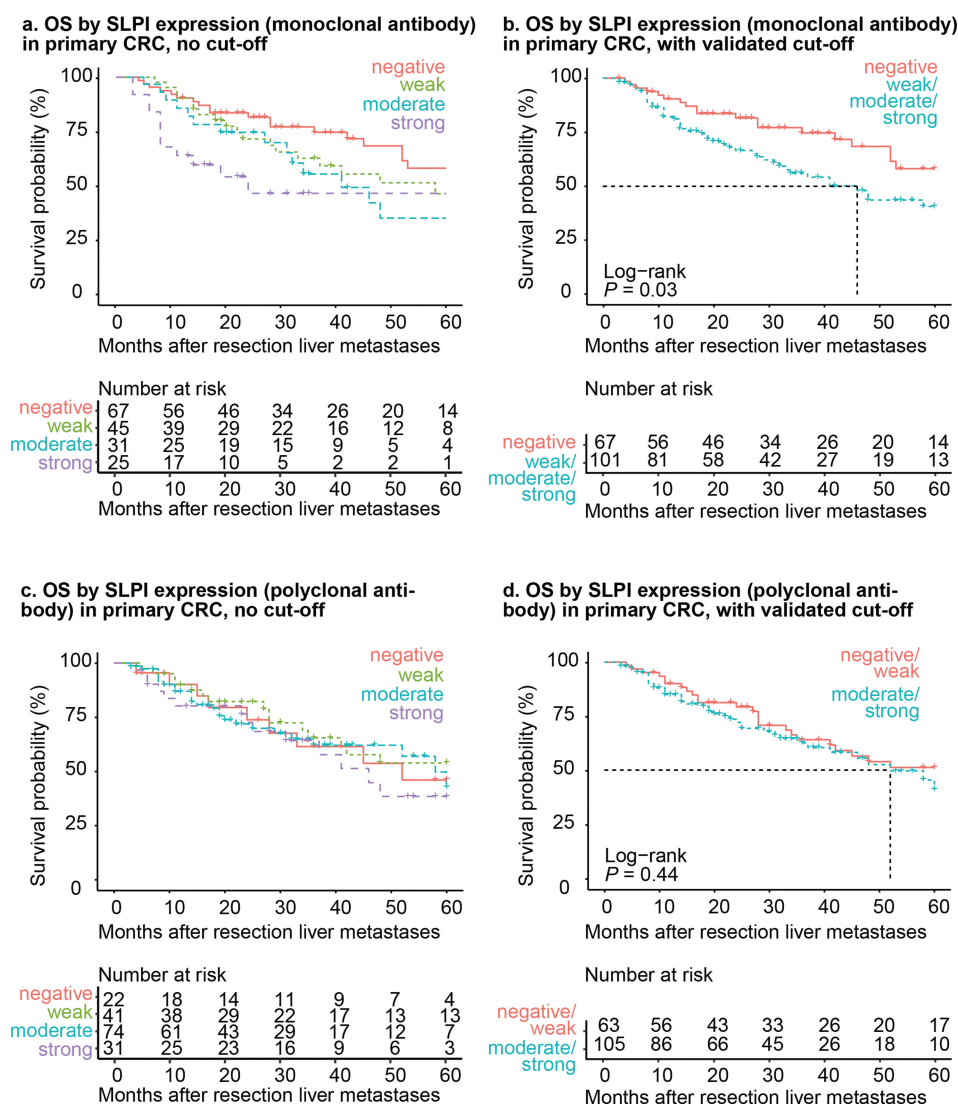 a. OS by SLPI expression (monoclonal antibody)
in primary CRC, no cut-off
negative
weak
moderate
strong
Survival probability (%)
100
75
50
25
0
0 10 20 30 40 50 60
Months after resection liver metastases
Number at risk
negative 67 56 46 34 26 20 14
weak 45 39 29 22 16 12 8
moderate 31 25 19 15 9 5 4
strong 25 17 10 5 2 2 1
0 10 20 30 40 50 60
Months after resection liver metastases
b. OS by SLPI expression (monoclonal antibody)
in primary CRC, with validated cut-off
negative
weak/
moderate/
strong
Survival probability (%)
100
75
50
25
0
Log−rank
P = 0.03
0 10 20 30 40 50 60
Months after resection liver metastases
Number at risk
negative 67 56 46 34 26 20 14
weak/ 101 81 58 42 27 19 13
moderate/
strong
0 10 20 30 40 50 60
Months after resection liver metastases
c. OS by SLPI expression (polyclonal anti-
body) in primary CRC, no cut-off
negative
weak
moderate
strong
Survival probability (%)
100
75
50
25
0
0 10 20 30 40 50 60
Months after resection liver metastases
Number at risk
negative 22 18 14 11 9 7 4
weak 41 38 29 22 17 13 13
moderate 74 61 43 29 17 12 7
strong 31 25 23 16 9 6 3
0 10 20 30 40 50 60
Months after resection liver metastases
d. OS by SLPI expression (polyclonal anti-
body) in primary CRC, with validated cut-off
negative/
weak
moderate/
strong
Survival probability (%)
100
75
50
25
0
Log−rank
P = 0.44
0 10 20 30 40 50 60
Months after resection liver metastases
Number at risk
negative/
weak 63 56 43 33 26 20 17
moderate/ 105 86 66 45 26 18 10
strong
0 10 20 30 40 50 60
Months after resection liver metastases